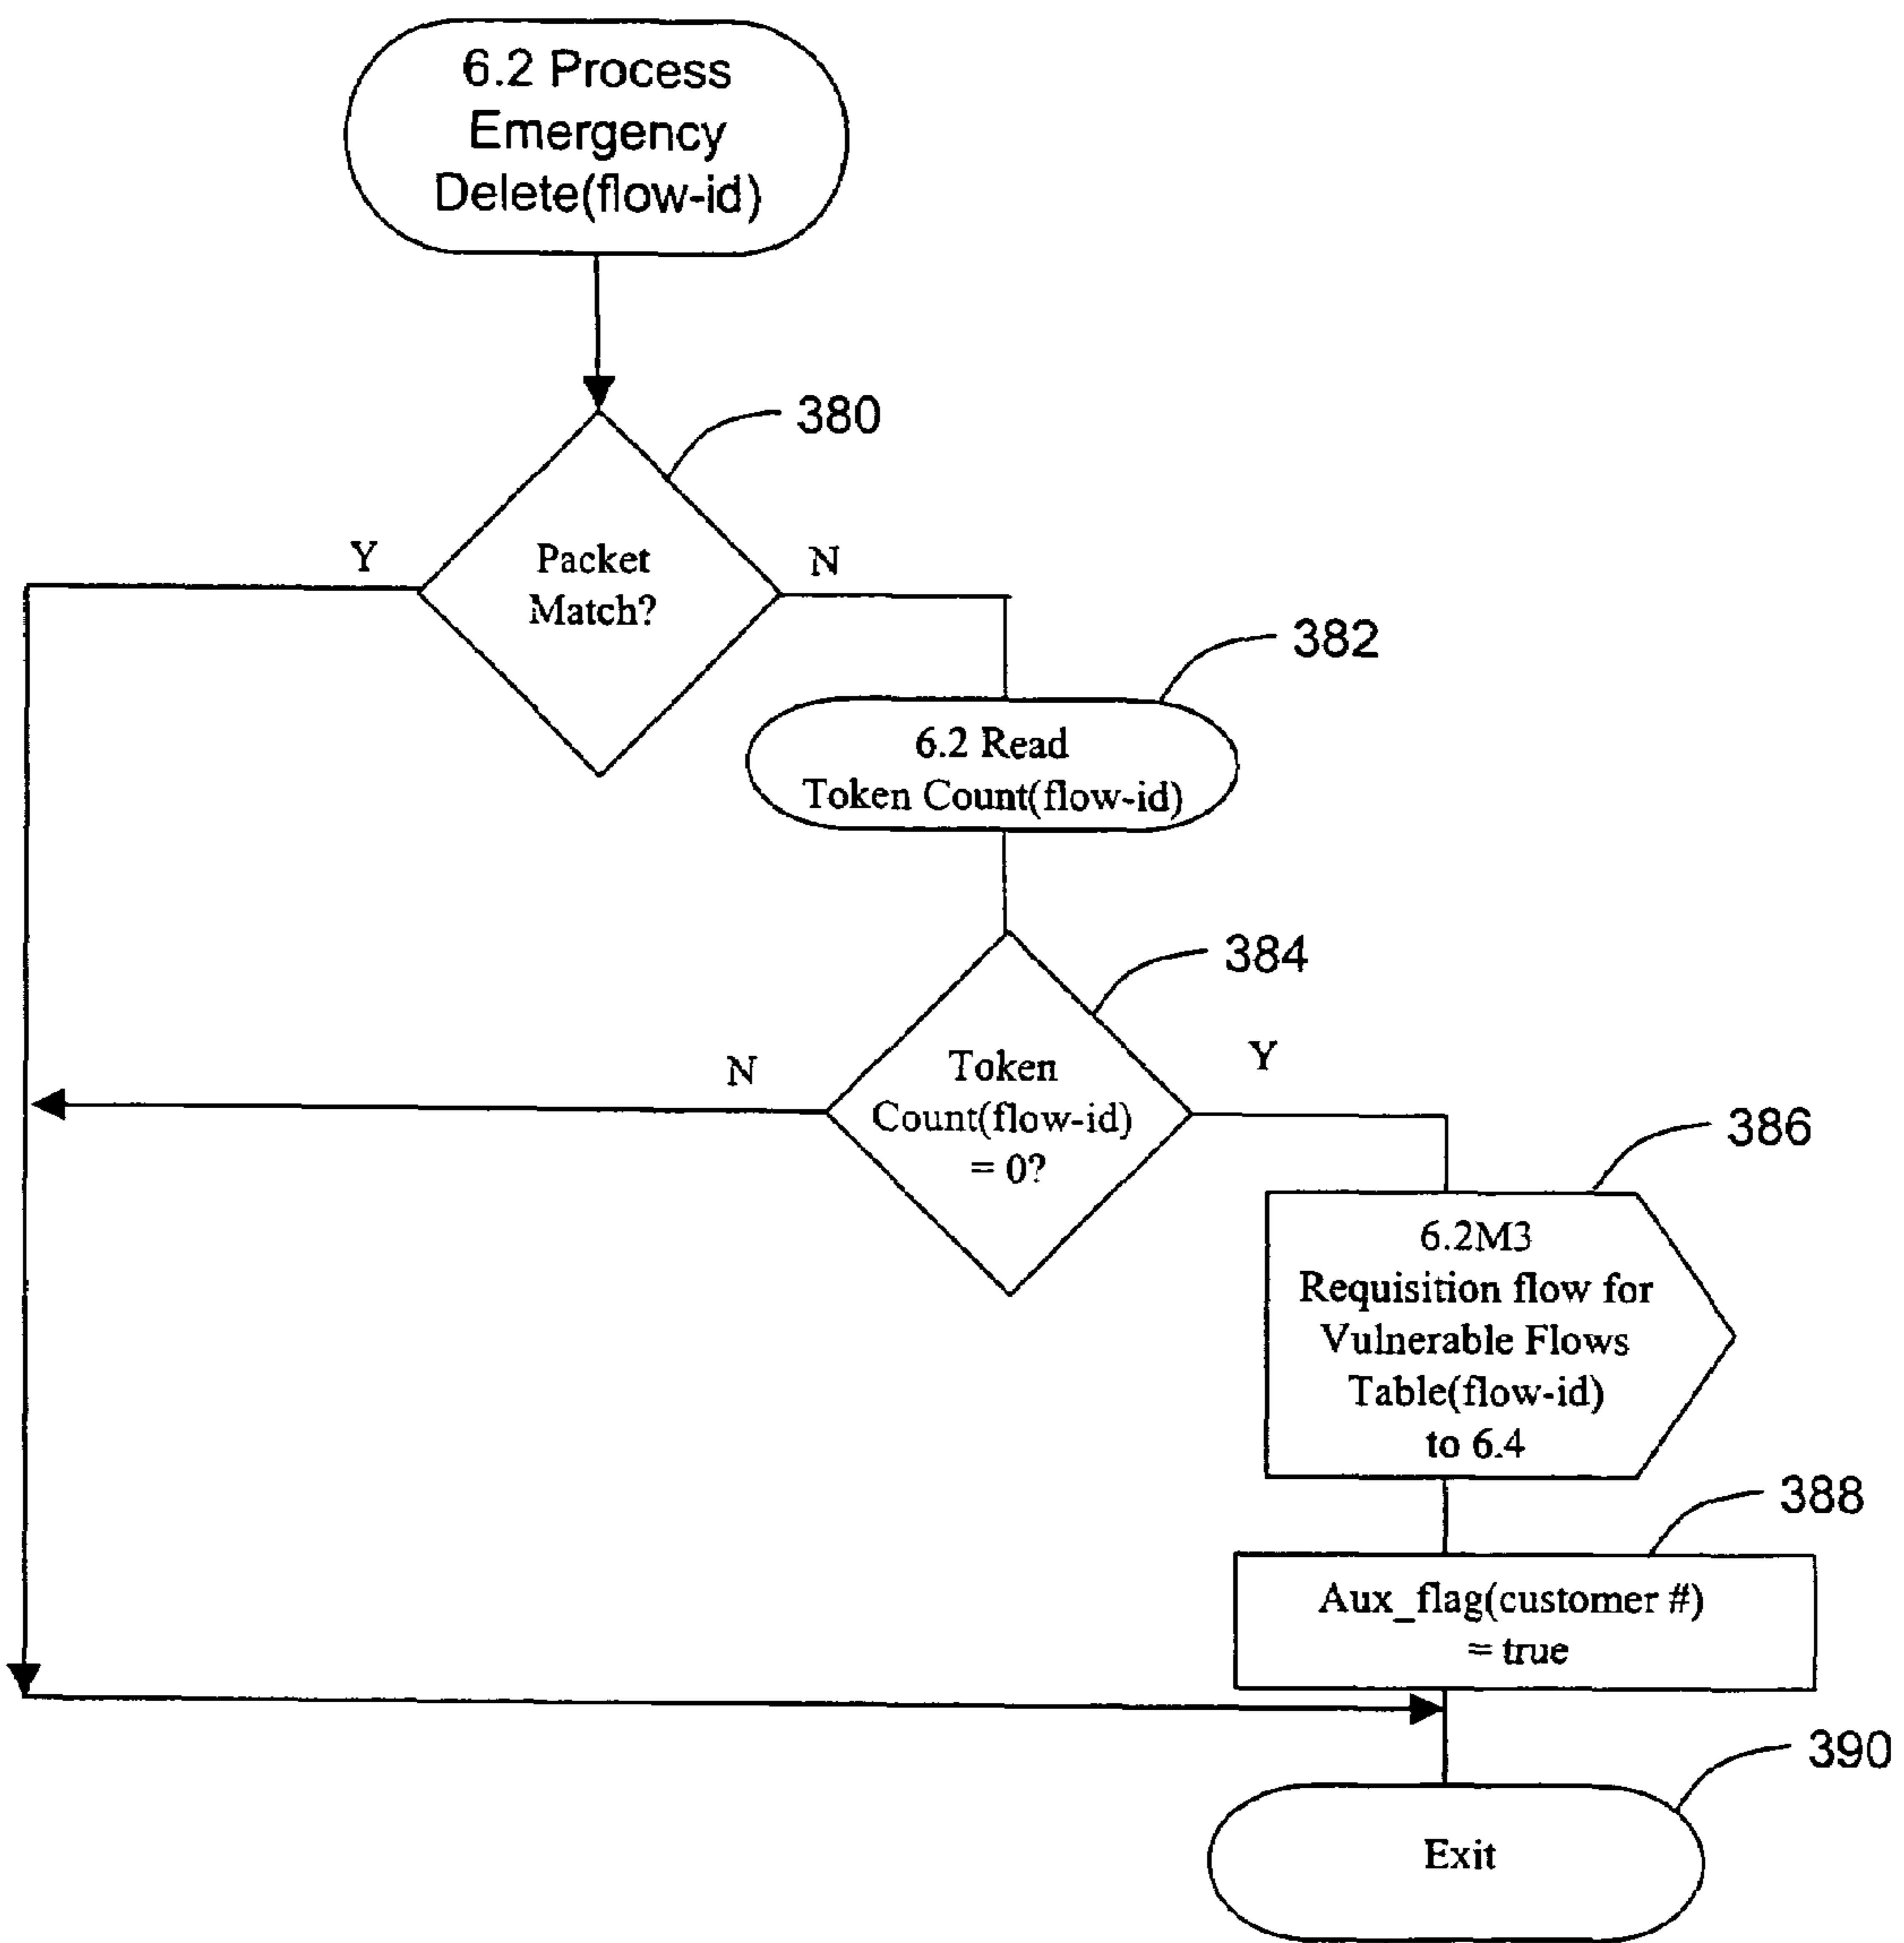 6.2 Process
Emergency
Delete(flow-id)
380
Y
Packet
Match?
N
382
6.2 Read
Token Count(flow-id)
384
N
Token
Count(flow-id)
= 0?
Y
386
6.2M3
Requisition flow for
Vulnerable Flows
Table(flow-id)
to 6.4
388
Aux_flag(customer #)
= true
390
Exit